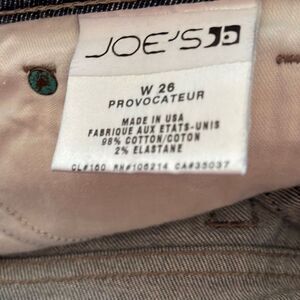 JOE'S
W 26
PROVOCATEUR
MADE IN USA
FABRIQUE AUX ETATS-UNIS
98% COTTON/COTON
2% ELASTANE
CL#160 RN#106214 CA#35037